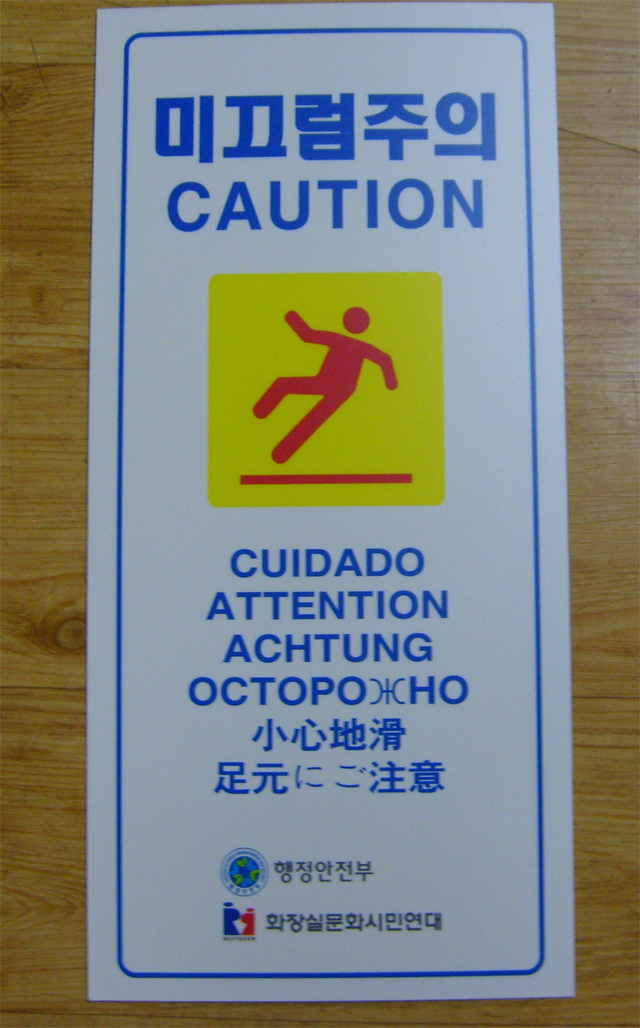 미끄럼주의
CAUTION
CUIDADO
ATTENTION
ACHTUNG
ОСТОРОЖНО
小心地滑
足元にご注意
행정안전부
화장실문화시민연대